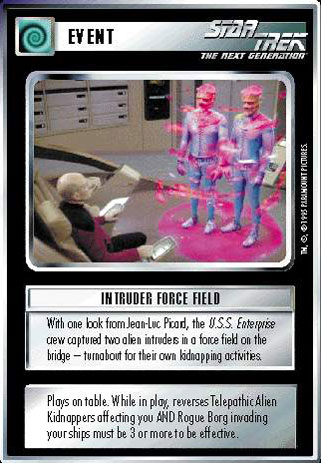 EVENT
STAR TREK
THE NEXT GENERATION
TM, ©, ® 1995 PARAMOUNT PICTURES.
INTRUDER FORCE FIELD
With one look from Jean-Luc Picard, the U.S.S. Enterprise
crew captured two alien intruders in a force field on the
bridge – turnabout for their own kidnapping activities.
Plays on table. While in play, reverses Telepathic Alien
Kidnappers affecting you AND Rogue Borg invading
your ships must be 3 or more to be effective.